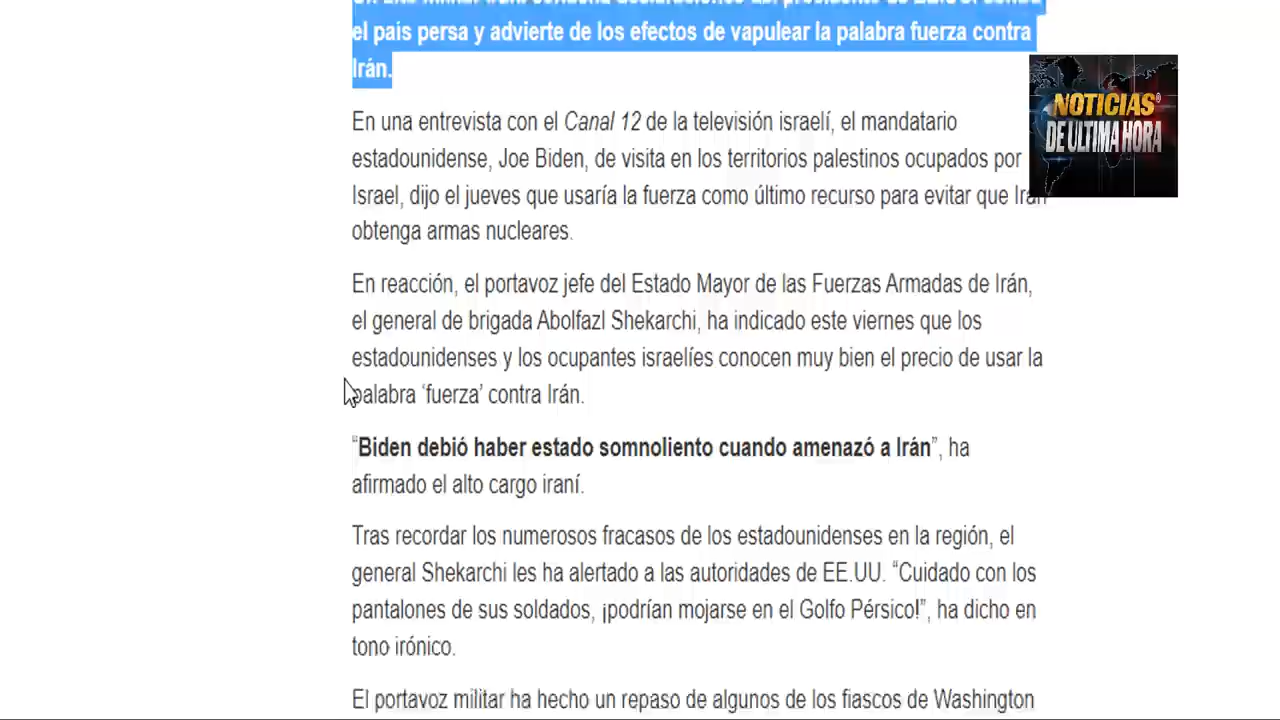 el país persa y advierte de los efectos de vapulear la palabra fuerza contra
Irán.
NOTICIAS®
DE ULTIMA HORA
En una entrevista con el Canal 12 de la televisión israelí, el mandatario
estadounidense, Joe Biden, de visita en los territorios palestinos ocupados por
Israel, dijo el jueves que usaría la fuerza como último recurso para evitar que Irán
obtenga armas nucleares.
En reacción, el portavoz jefe del Estado Mayor de las Fuerzas Armadas de Irán,
el general de brigada Abolfazl Shekarchi, ha indicado este viernes que los
estadounidenses y los ocupantes israelíes conocen muy bien el precio de usar la
palabra ‘fuerza’ contra Irán.
“Biden debió haber estado somnoliento cuando amenazó a Irán”, ha
afirmado el alto cargo iraní.
Tras recordar los numerosos fracasos de los estadounidenses en la región, el
general Shekarchi les ha alertado a las autoridades de EE.UU. “Cuidado con los
pantalones de sus soldados, ¡podrían mojarse en el Golfo Pérsico!”, ha dicho en
tono irónico.
El portavoz militar ha hecho un repaso de algunos de los fiascos de Washington